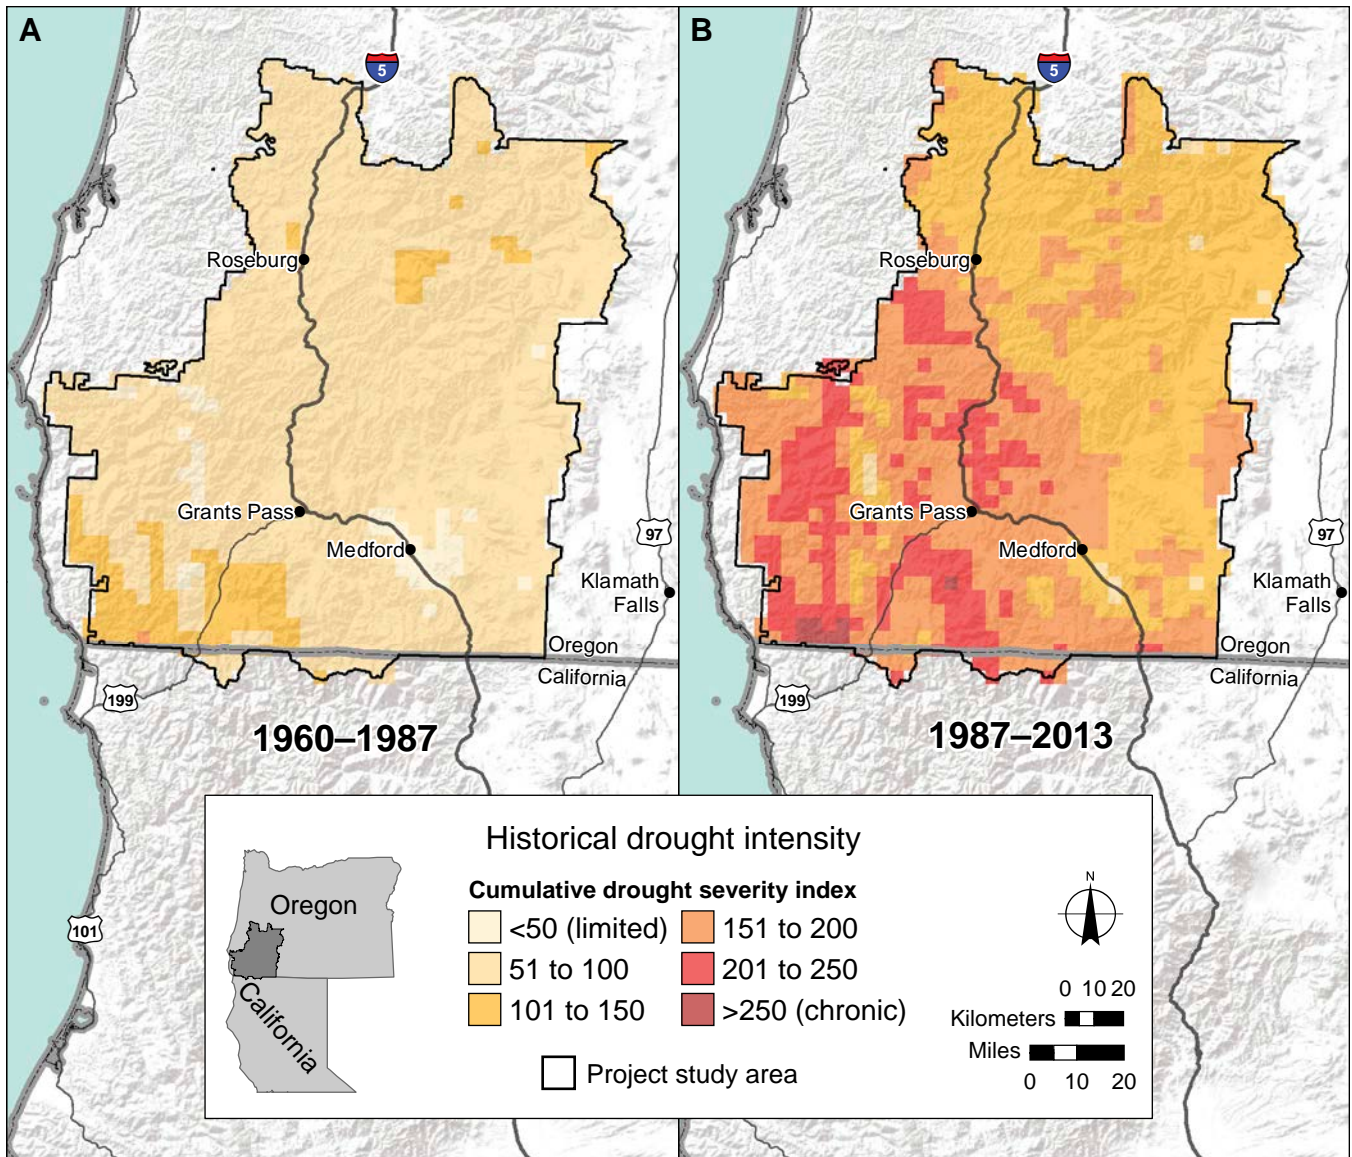 A
5
Roseburg
Grants Pass
Medford
97
Klamath
Falls
Oregon
California
199
1960–1987
101
B
5
Roseburg
Grants Pass
Medford
97
Klamath
Falls
Oregon
California
199
1987–2013
Historical drought intensity
Cumulative drought severity index
<50 (limited)
51 to 100
101 to 150
151 to 200
201 to 250
>250 (chronic)
Project study area
Oregon
California
N
0 10 20
Kilometers
Miles
0 10 20